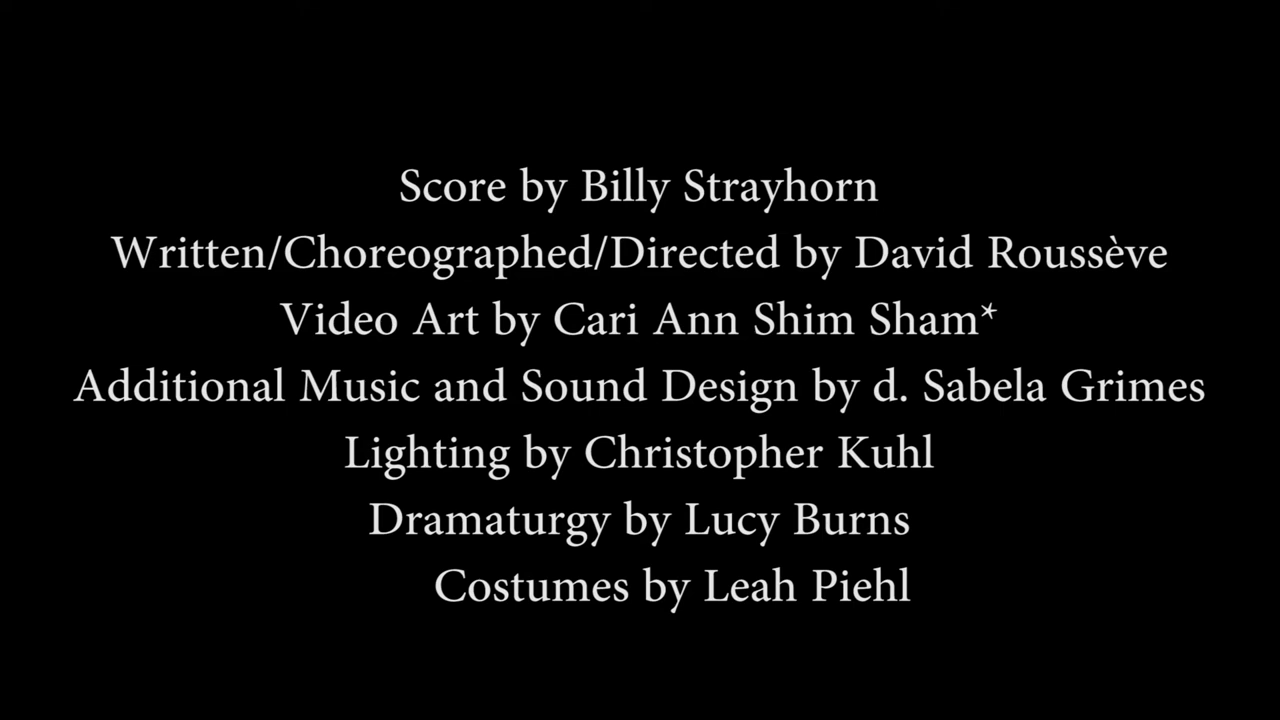 Score by Billy Strayhorn
Written/Choreographed/Directed by David Roussève
Video Art by Cari Ann Shim Sham*
Additional Music and Sound Design by d. Sabela Grimes
Lighting by Christopher Kuhl
Dramaturgy by Lucy Burns
Costumes by Leah Piehl